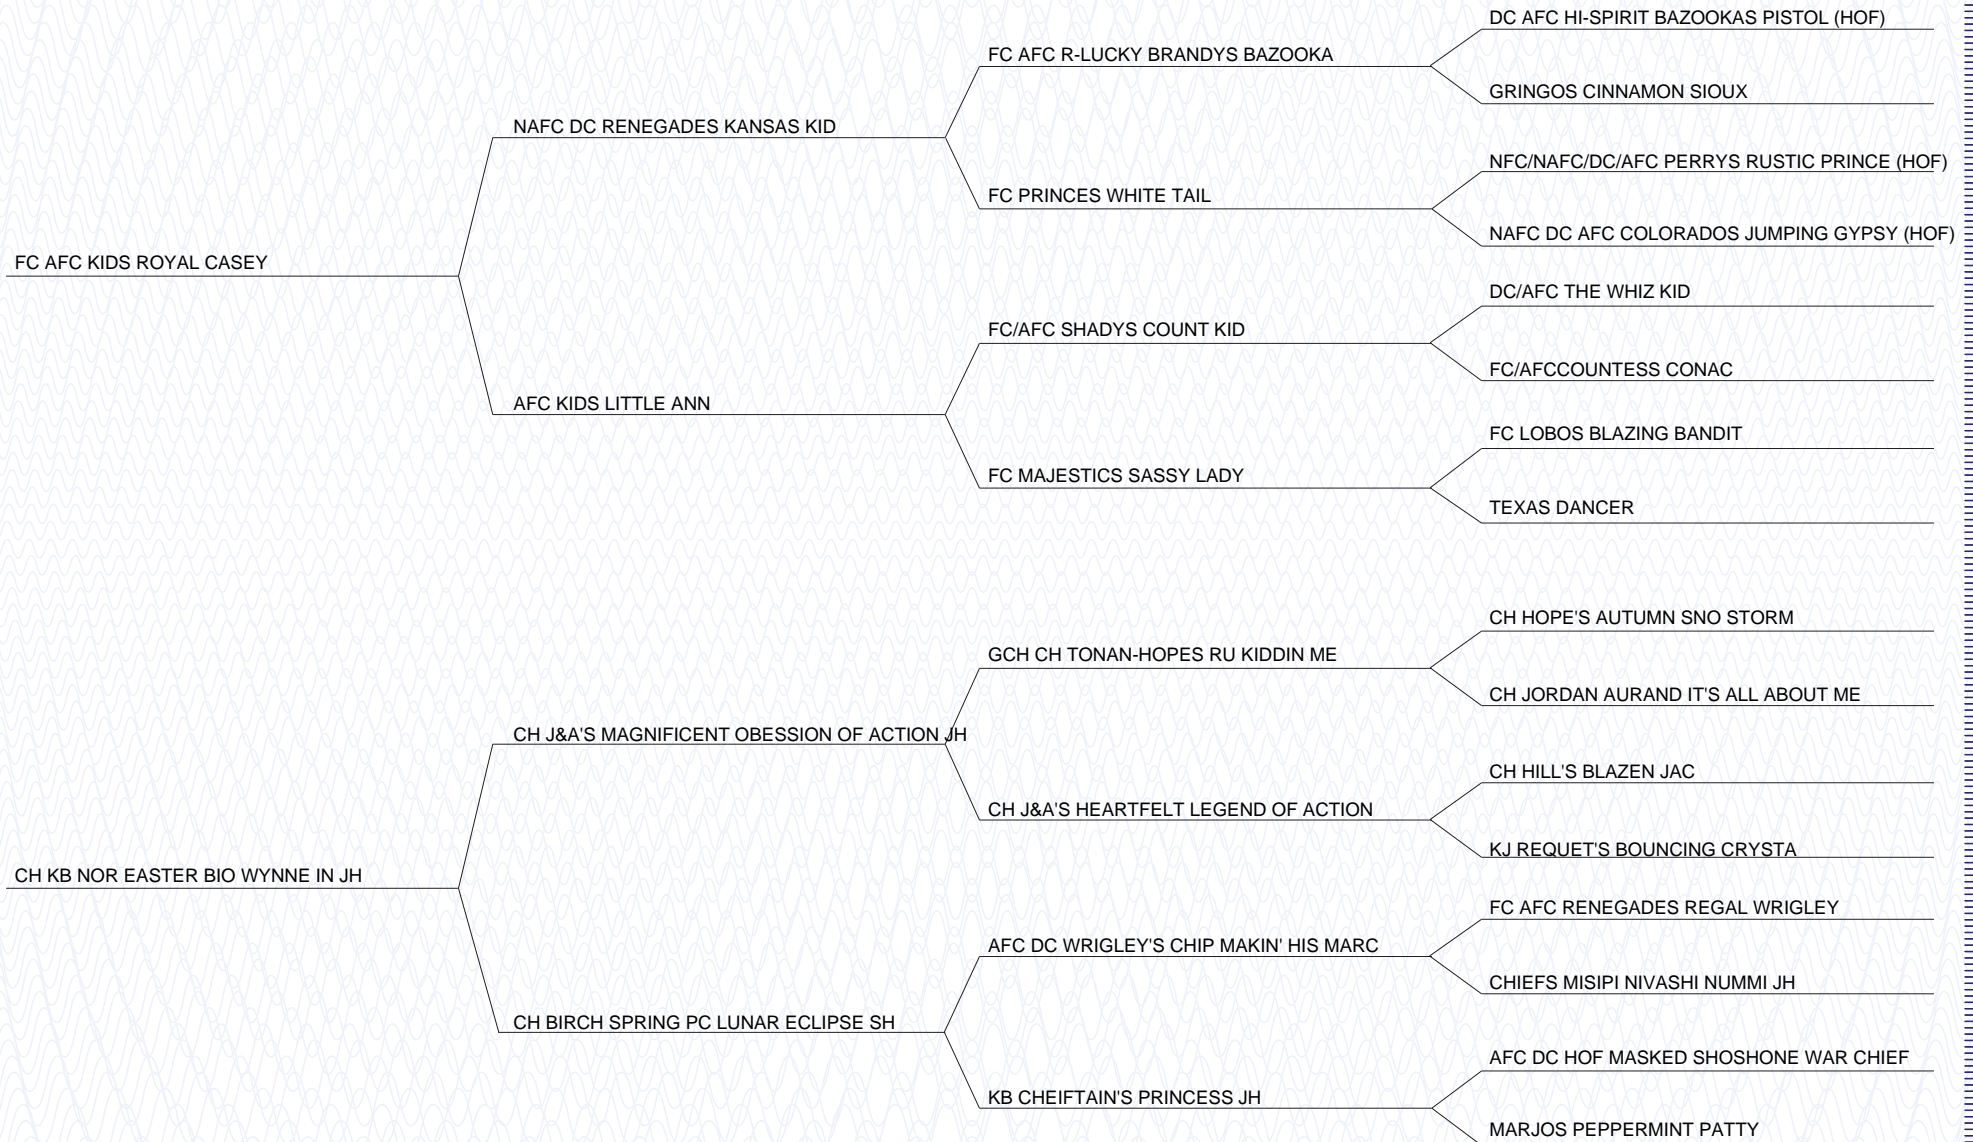 DC AFC HI-SPIRIT BAZOOKAS PISTOL (HOF)
FC AFC R-LUCKY BRANDYS BAZOOKA
GRINGOS CINNAMON SIOUX
NAFC DC RENEGADES KANSAS KID
NFC/NAFC/DC/AFC PERRYS RUSTIC PRINCE (HOF)
FC PRINCES WHITE TAIL
NAFC DC AFC COLORADOS JUMPING GYPSY (HOF)
FC AFC KIDS ROYAL CASEY
DC/AFC THE WHIZ KID
FC/AFC SHADYS COUNT KID
FC/AFCCOUNTESS CONAC
AFC KIDS LITTLE ANN
FC LOBOS BLAZING BANDIT
FC MAJESTICS SASSY LADY
TEXAS DANCER
CH HOPE'S AUTUMN SNO STORM
GCH CH TONAN-HOPES RU KIDDIN ME
CH JORDAN AURAND IT'S ALL ABOUT ME
CH J&A'S MAGNIFICENT OBESSION OF ACTION JH
CH HILL'S BLAZEN JAC
CH J&A'S HEARTFELT LEGEND OF ACTION
KJ REQUET'S BOUNCING CRYSTA
CH KB NOR EASTER BIO WYNNE IN JH
FC AFC RENEGADES REGAL WRIGLEY
AFC DC WRIGLEY'S CHIP MAKIN' HIS MARC
CHIEFS MISIPI NIVASHI NUMMI JH
CH BIRCH SPRING PC LUNAR ECLIPSE SH
AFC DC HOF MASKED SHOSHONE WAR CHIEF
KB CHEIFTAIN'S PRINCESS JH
MARJOS PEPPERMINT PATTY